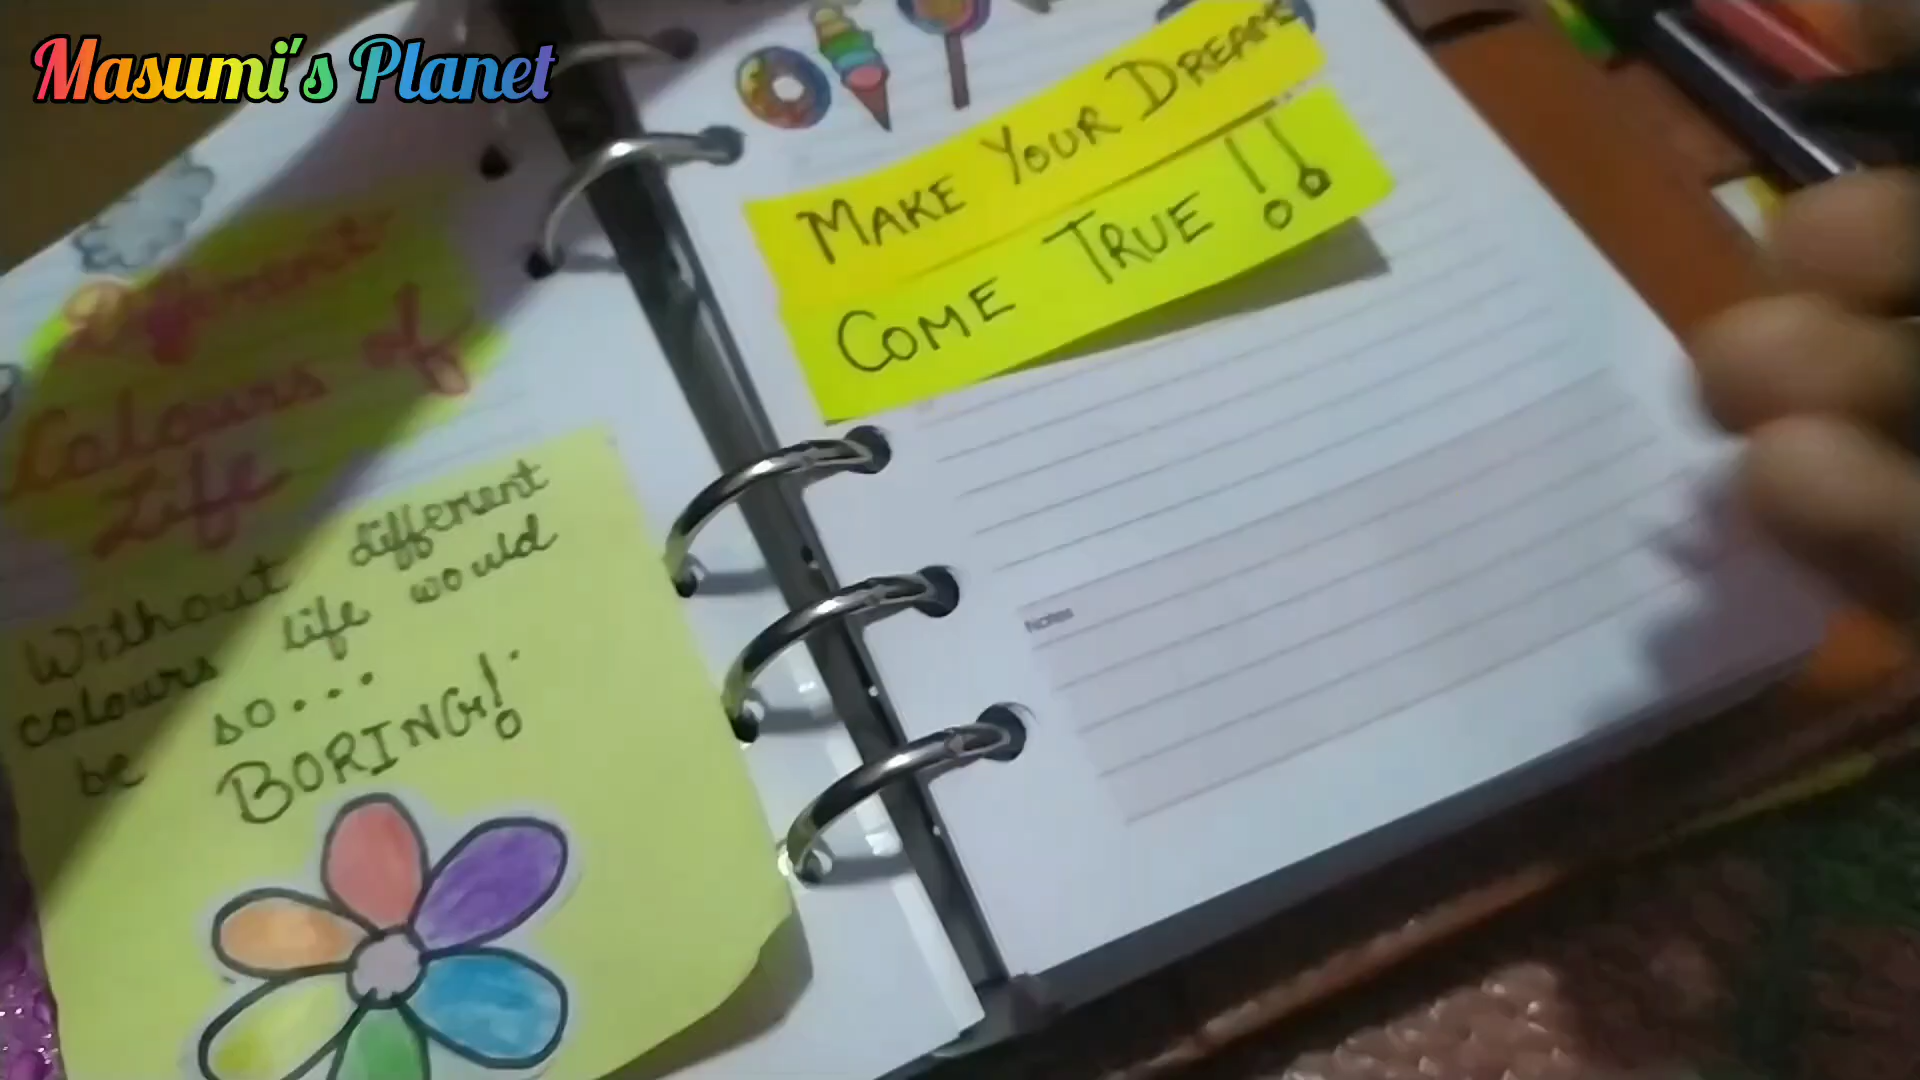 Masumi's Planet
Different
Colours of
Life
Without different
colours life would
be so...
BORING!
MAKE YOUR DREAMS
COME TRUE!!
Notes